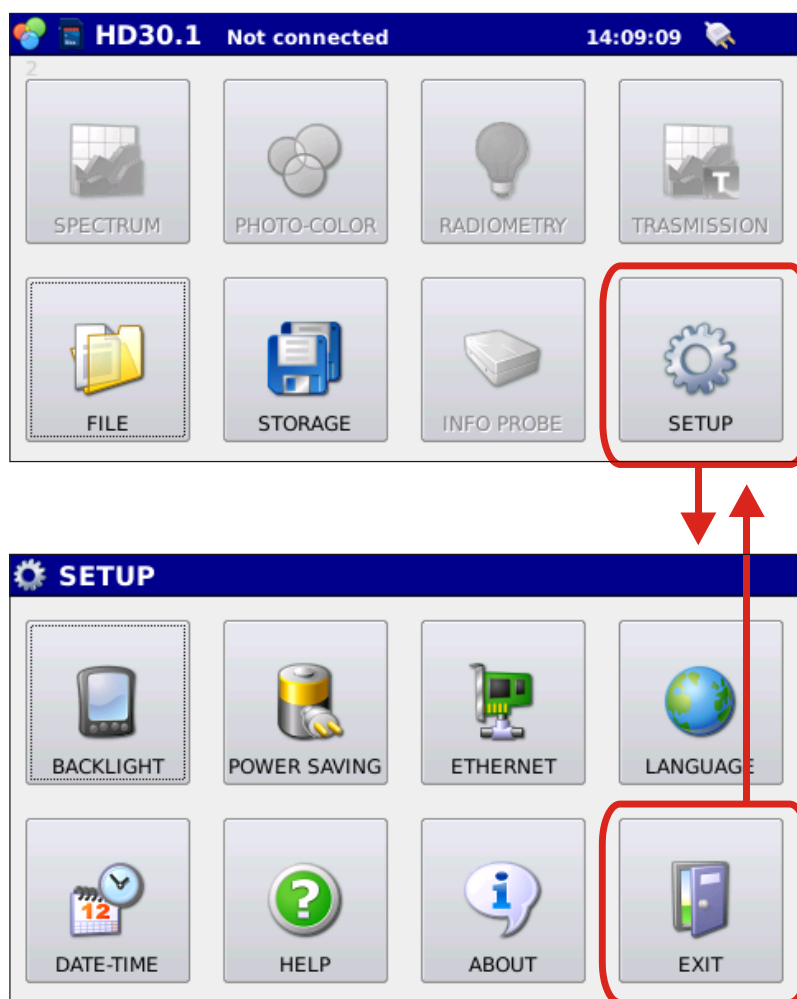 HD30.1 Not connected 14:09:09
2
SPECTRUM PHOTO-COLOR RADIOMETRY TRASMISSION
T
FILE STORAGE INFO PROBE SETUP
SETUP
BACKLIGHT POWER SAVING ETHERNET LANGUAGE
12
DATE-TIME HELP ABOUT EXIT